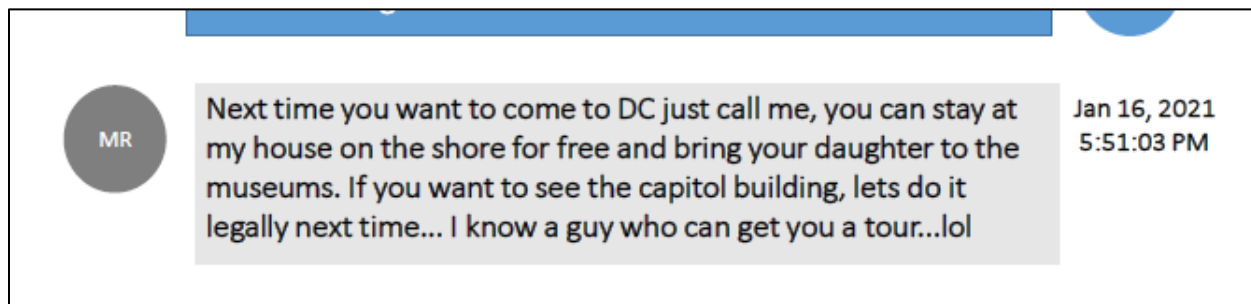 MR
Next time you want to come to DC just call me, you can stay at
my house on the shore for free and bring your daughter to the
museums. If you want to see the capitol building, lets do it
legally next time... I know a guy who can get you a tour...lol
Jan 16, 2021
5:51:03 PM